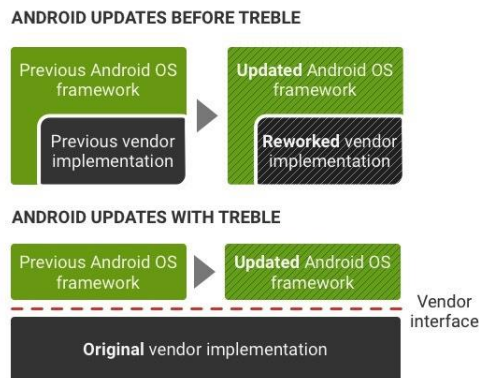 ANDROID UPDATES BEFORE TREBLE
Previous Android OS
framework
Previous vendor
implementation
Updated Android OS
framework
Reworked vendor
implementation
ANDROID UPDATES WITH TREBLE
Previous Android OS
framework
Updated Android OS
framework
Vendor
interface
Original vendor implementation